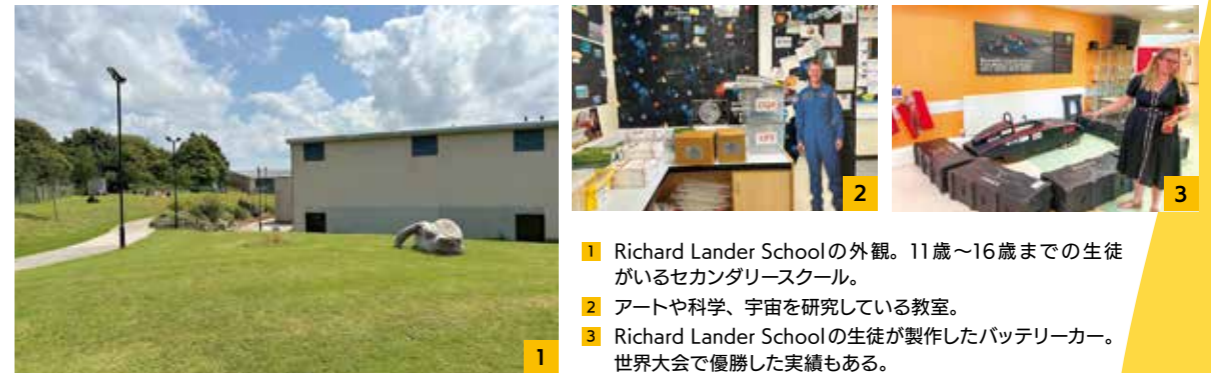 1
2
3
1 Richard Lander Schoolの外観。11歳〜16歳までの生徒
がいるセカンダリースクール。
2 アートや科学、宇宙を研究している教室。
3 Richard Lander Schoolの生徒が製作したバッテリーカー。
世界大会で優勝した実績もある。